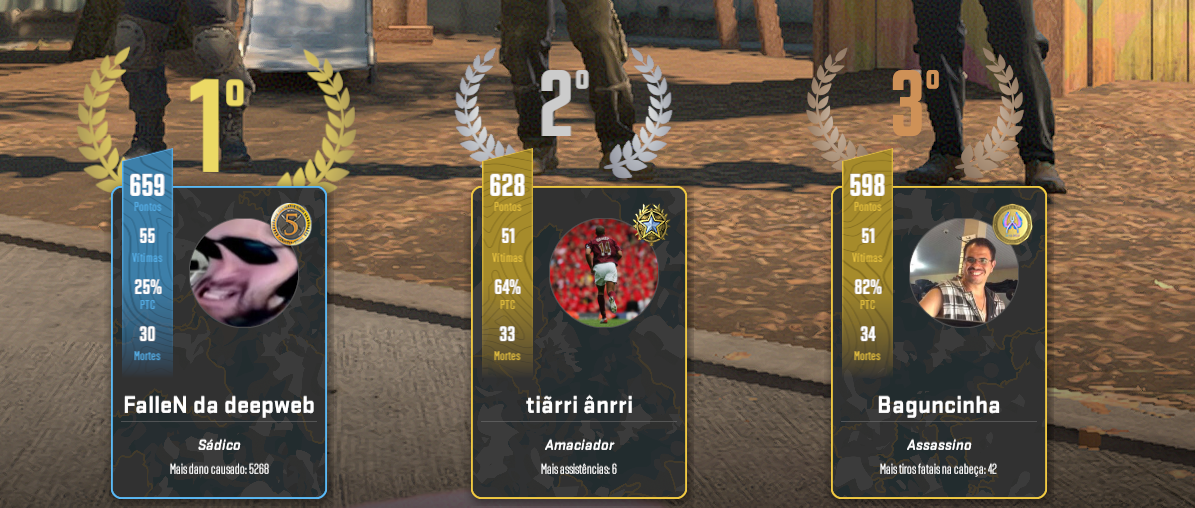 1º
659
Pontos
55
Vítimas
25%
PTC
30
Mortes
5
FalleN da deepweb
Sádico
Mais dano causado: 5268
2º
628
Pontos
51
Vítimas
64%
PTC
33
Mortes
14
tiãrri ânrri
Amaciador
Mais assistências: 6
3º
598
Pontos
51
Vítimas
82%
PTC
34
Mortes
Baguncinha
Assassino
Mais tiros fatais na cabeça: 42